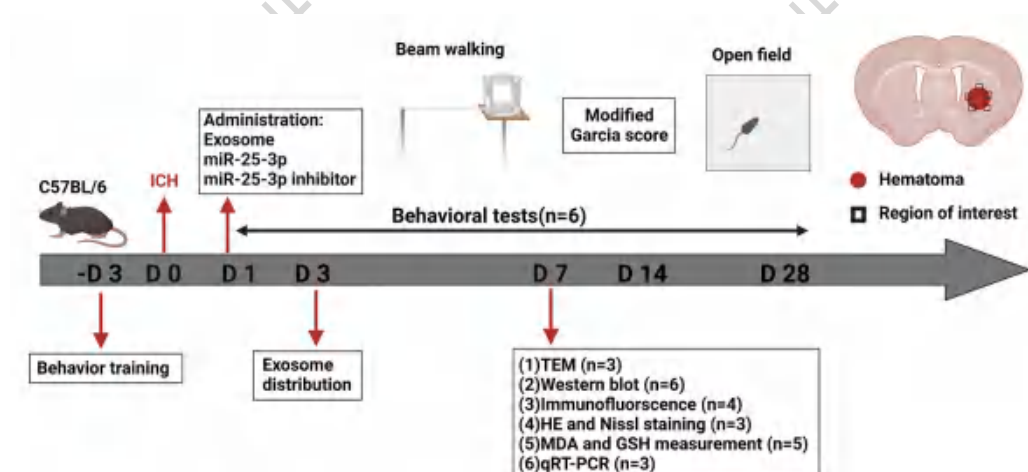 Beam walking
Open field
Administration:
Exosome
miR-25-3p
miR-25-3p inhibitor
Modified
Garcia score
C57BL/6
ICH
Hematoma
Region of interest
Behavioral tests(n=6)
-D 3
D 0
D 1
D 3
D 7
D 14
D 28
Behavior training
Exosome
distribution
(1)TEM (n=3)
(2)Western blot (n=6)
(3)Immunofluorscence (n=4)
(4)HE and Nissl staining (n=3)
(5)MDA and GSH measurement (n=5)
(6)qRT-PCR (n=3)